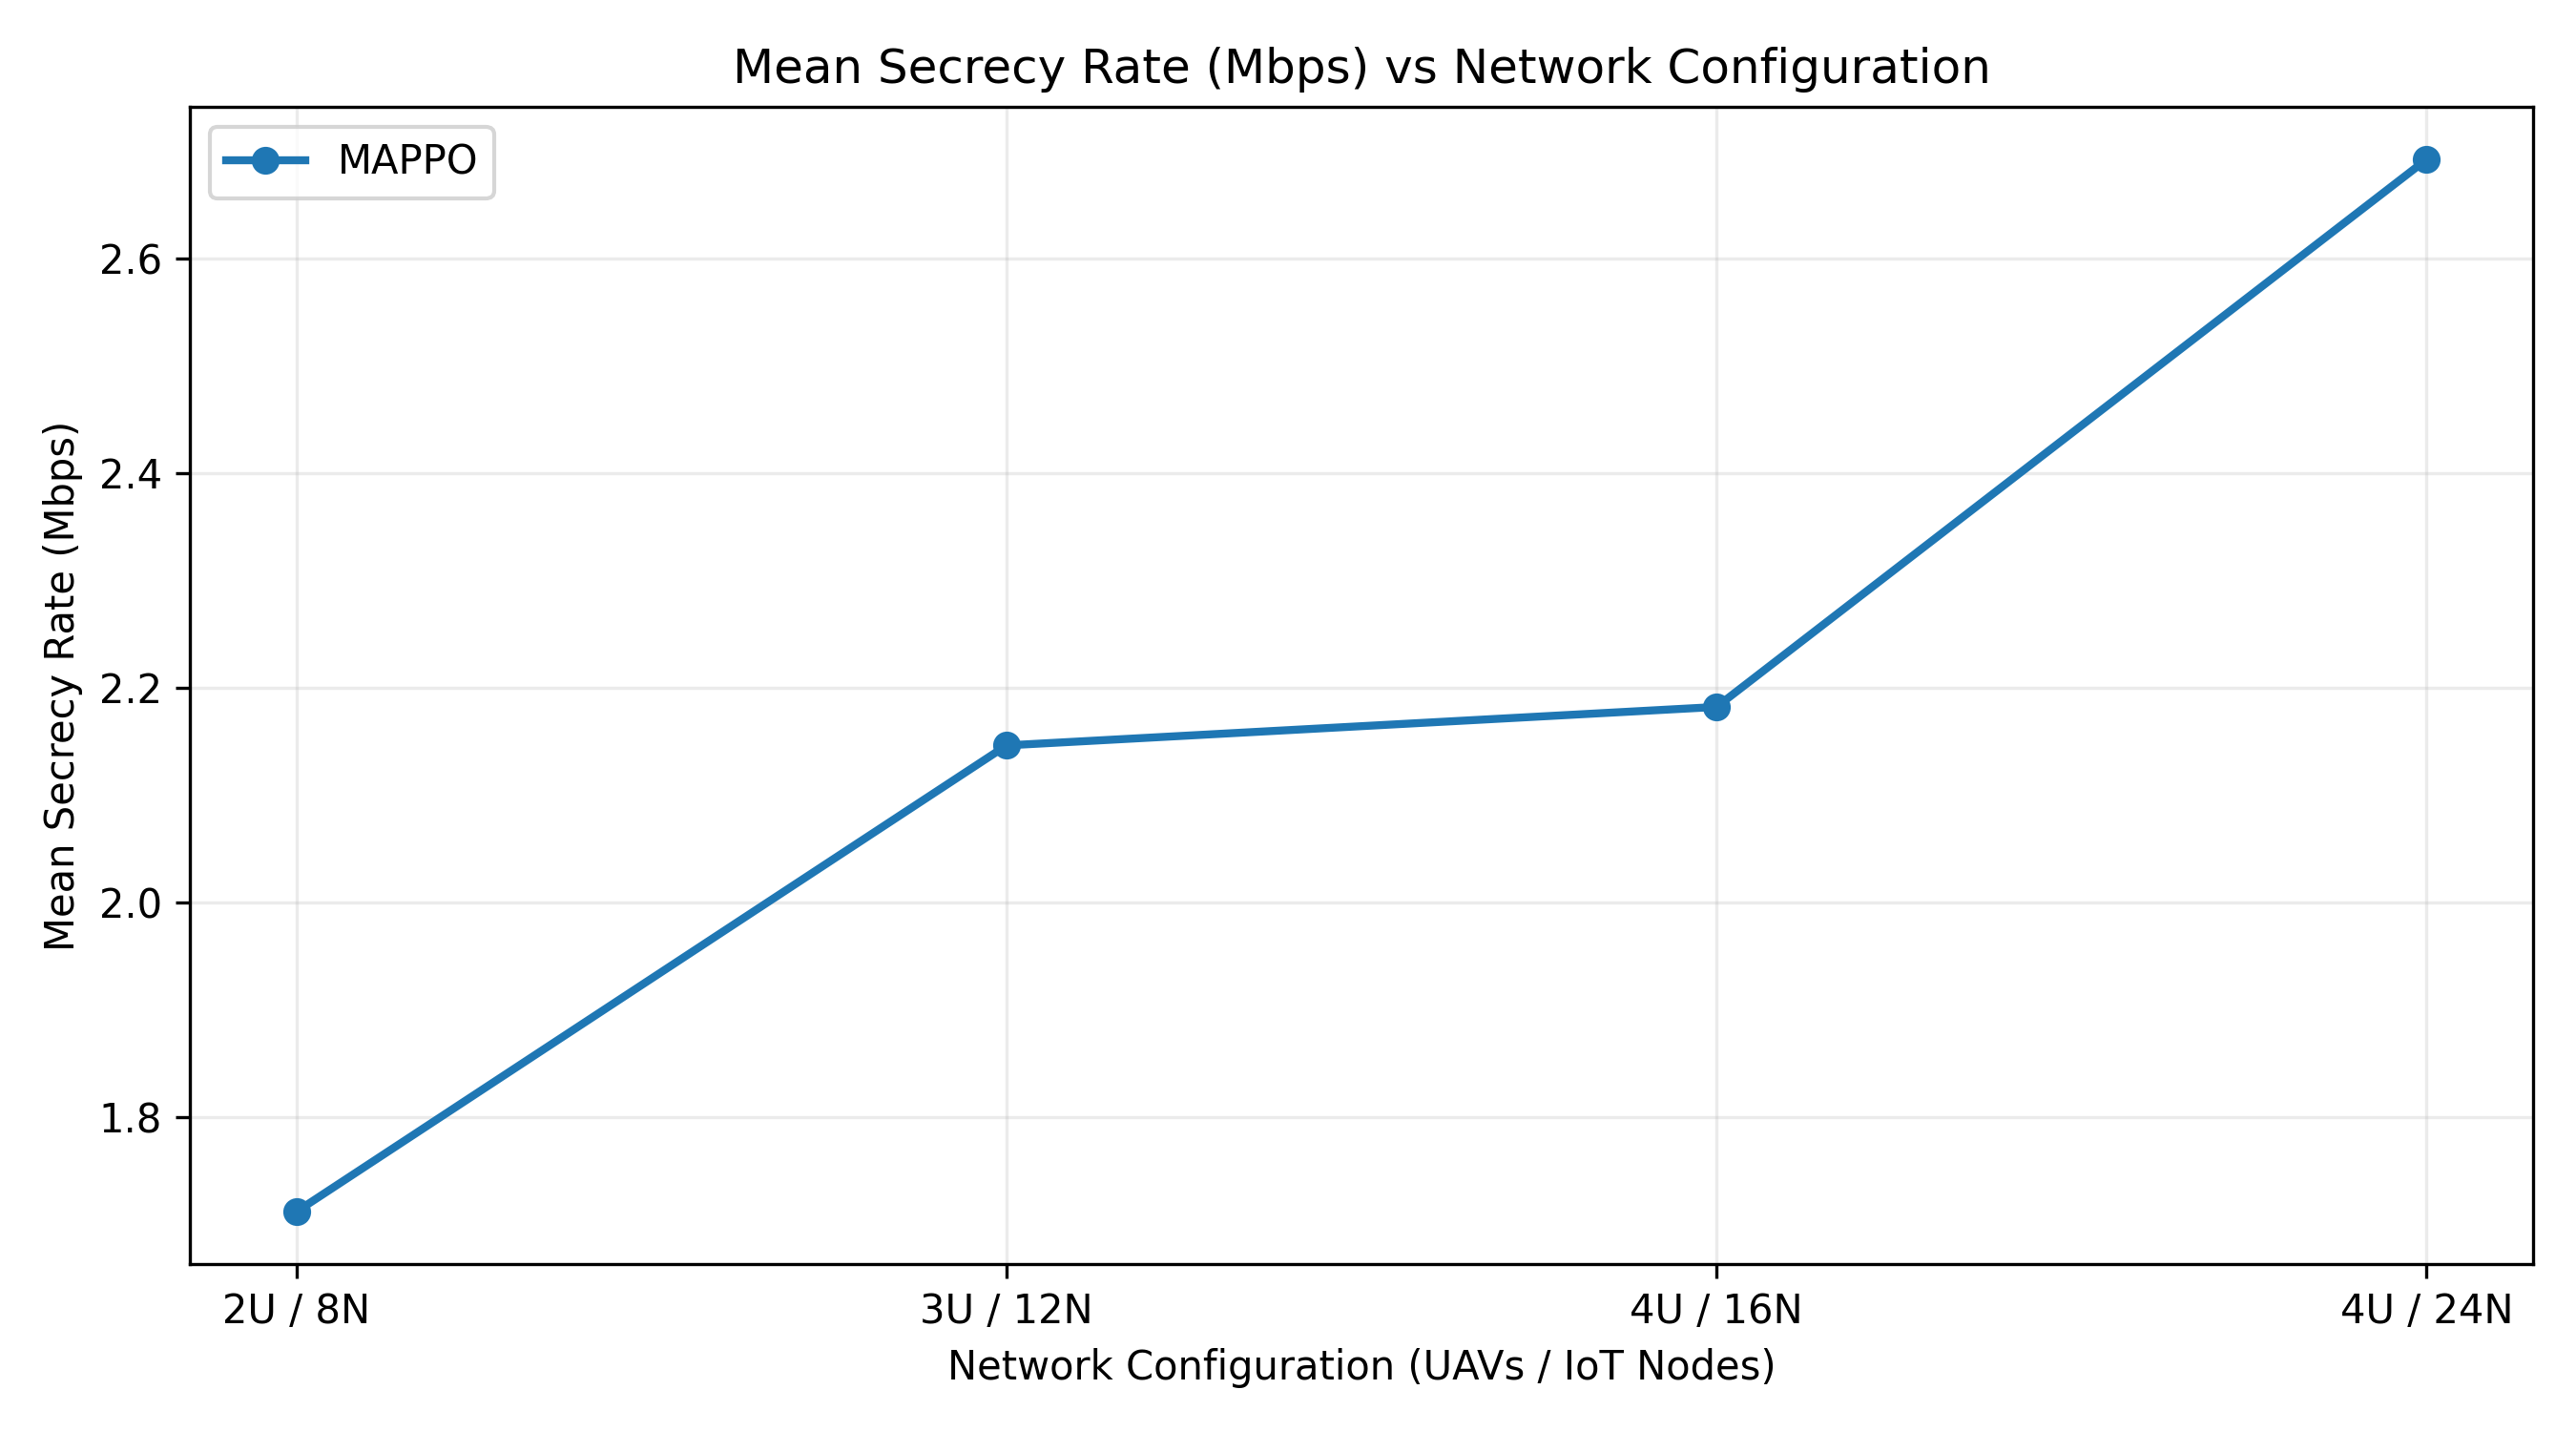 Mean Secrecy Rate (Mbps) vs Network Configuration
MAPPO
Mean Secrecy Rate (Mbps)
2.6
2.4
2.2
2.0
1.8
2U / 8N
3U / 12N
4U / 16N
4U / 24N
Network Configuration (UAVs / IoT Nodes)